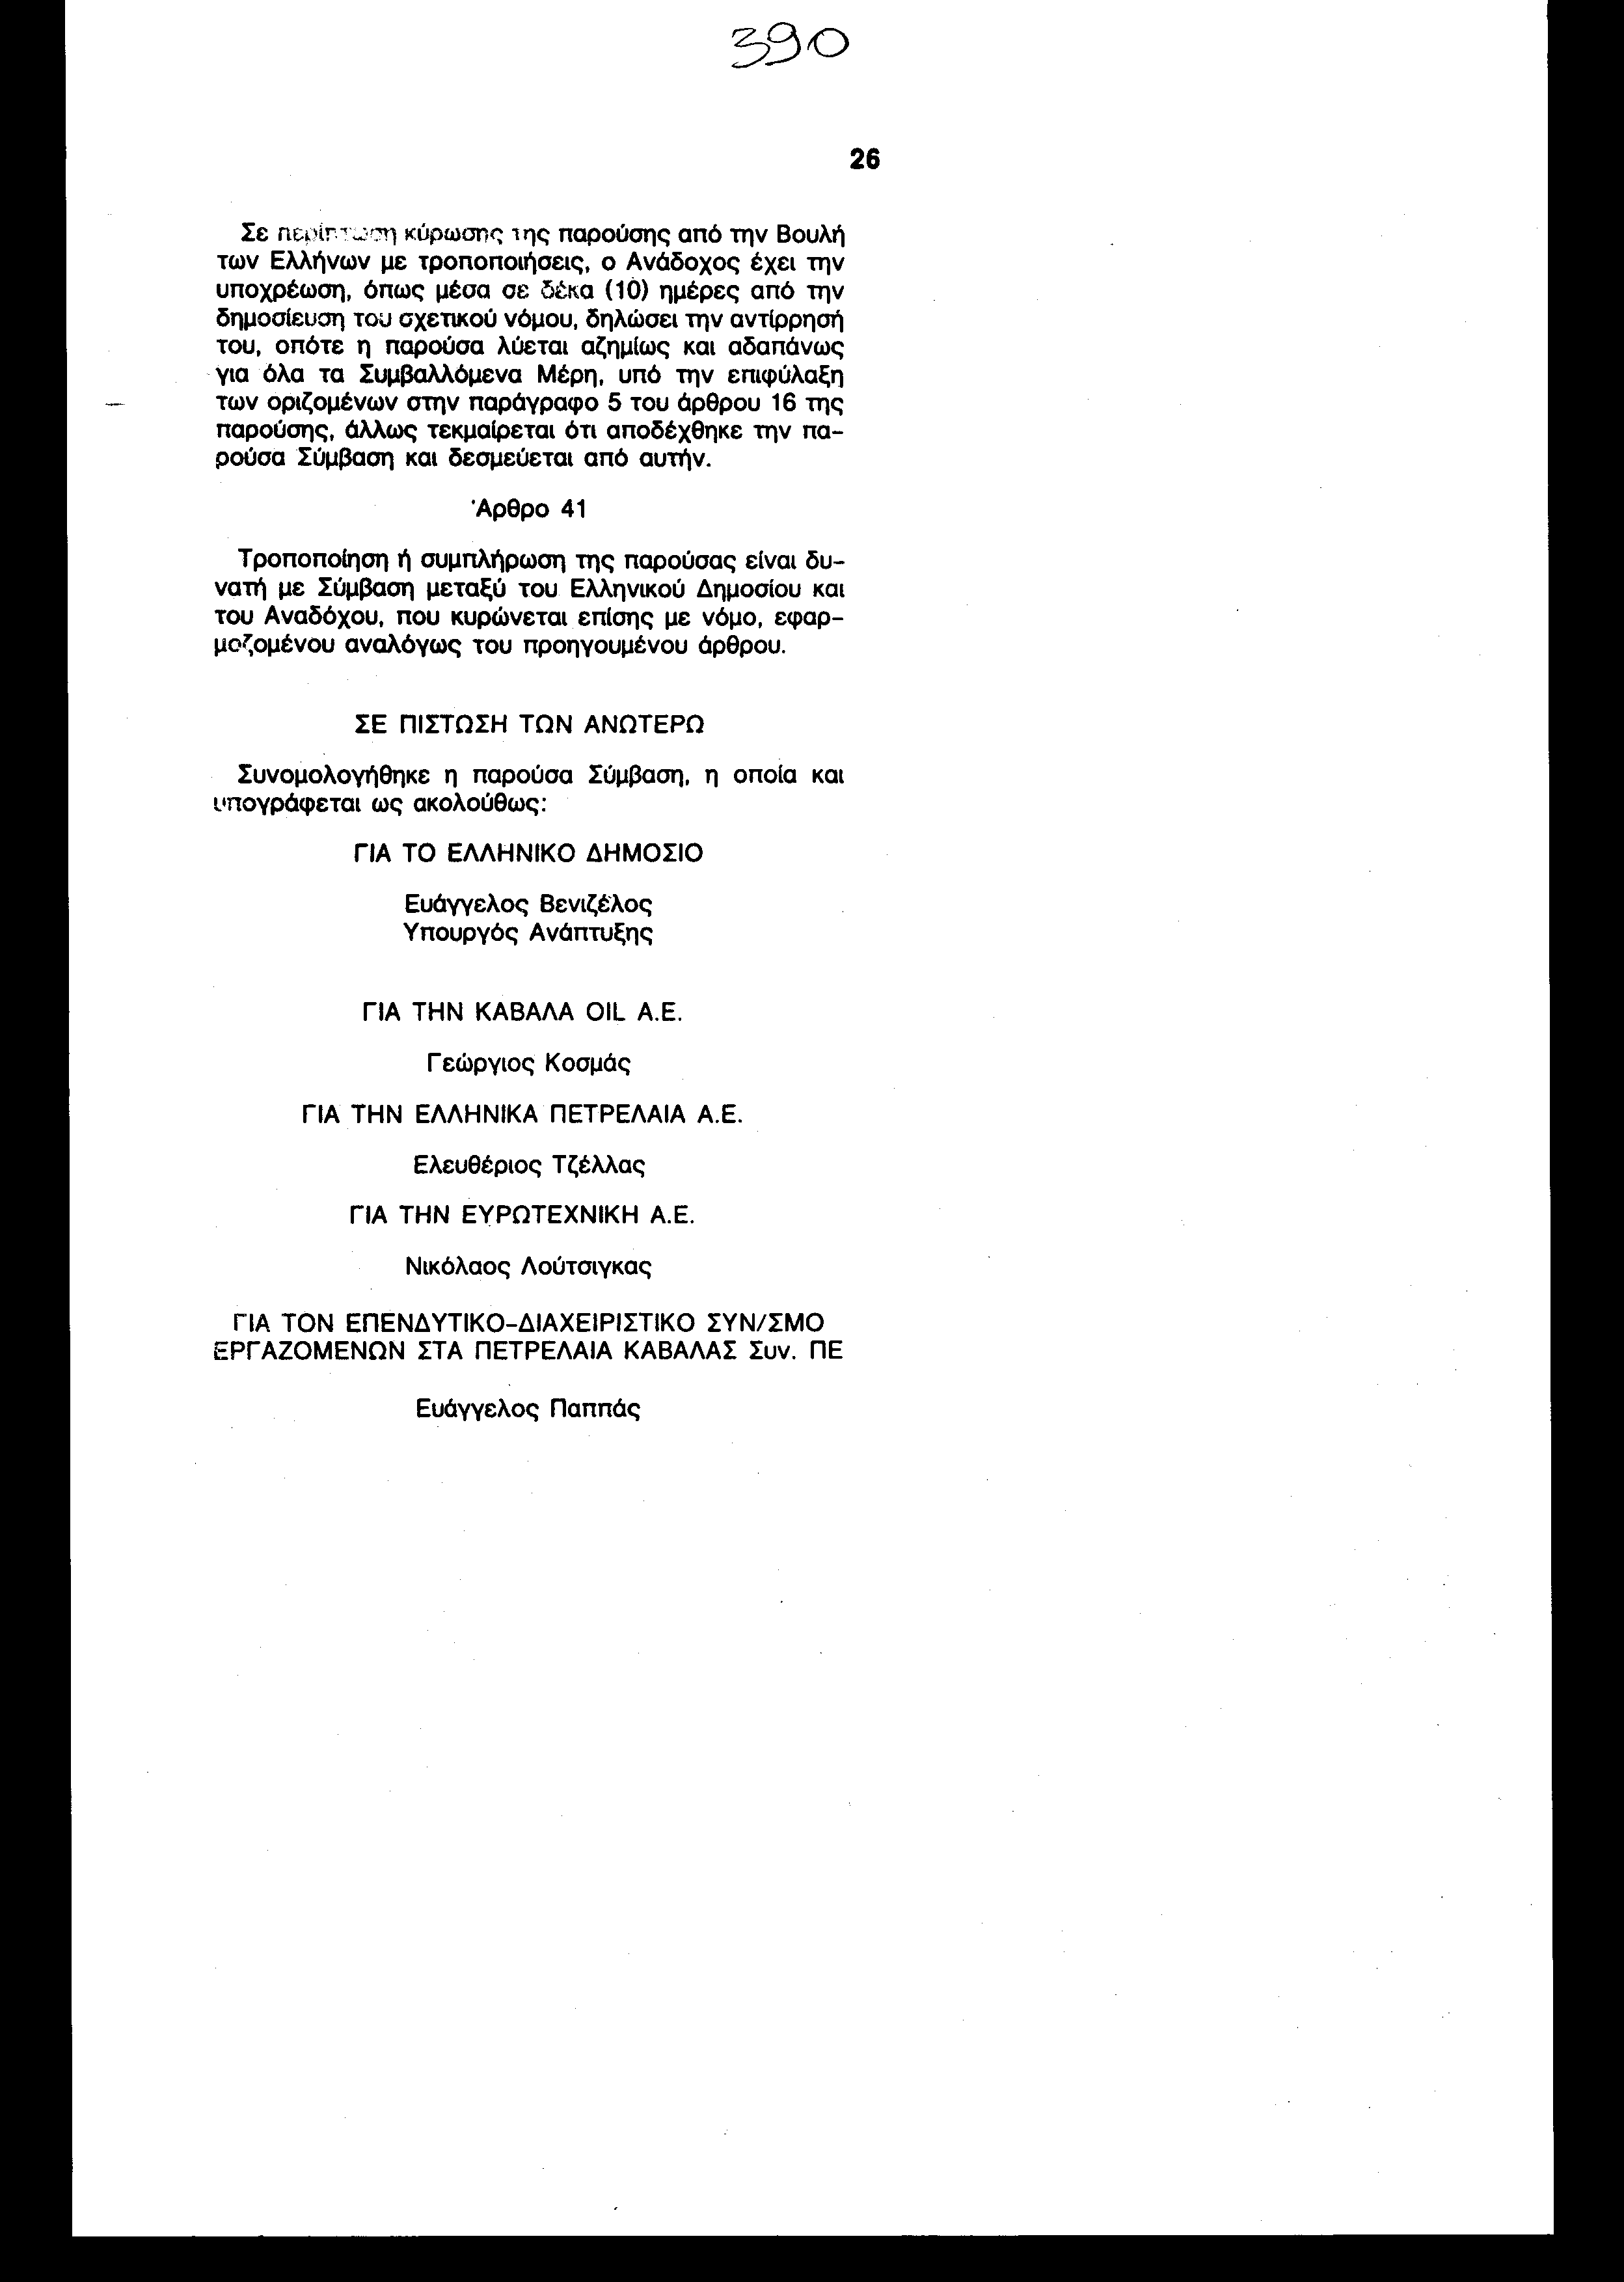 390
26
Σε περίπτωση κύρωσης της παρούσης από την Βουλή
των Ελλήνων με τροποποιήσεις, ο Ανάδοχος έχει την
υποχρέωση, όπως μέσα σε δέκα (10) ημέρες από την
δημοσίευση του σχετικού νόμου, δηλώσει την αντίρρησή
του, οπότε η παρούσα λύεται αζημίως και αδαπάνως
για όλα τα Συμβαλλόμενα Μέρη, υπό την επιφύλαξη
των οριζομένων στην παράγραφο 5 του άρθρου 16 της
παρούσης, άλλως τεκμαίρεται ότι αποδέχθηκε την πα-
ρούσα Σύμβαση και δεσμεύεται από αυτήν.
Άρθρο 41
Τροποποίηση ή συμπλήρωση της παρούσας είναι δυ-
νατή με Σύμβαση μεταξύ του Ελληνικού Δημοσίου και
του Αναδόχου, που κυρώνεται επίσης με νόμο, εφαρ-
μοζομένου αναλόγως του προηγουμένου άρθρου.
ΣΕ ΠΙΣΤΩΣΗ ΤΩΝ ΑΝΩΤΕΡΩ
Συνομολογήθηκε η παρούσα Σύμβαση, η οποία και
υπογράφεται ως ακολούθως:
ΓΙΑ ΤΟ ΕΛΛΗΝΙΚΟ ΔΗΜΟΣΙΟ
Ευάγγελος Βενιζέλος
Υπουργός Ανάπτυξης
ΓΙΑ ΤΗΝ ΚΑΒΑΛΑ OIL Α.Ε.
Γεώργιος Κοσμάς
ΓΙΑ ΤΗΝ ΕΛΛΗΝΙΚΑ ΠΕΤΡΕΛΑΙΑ Α.Ε.
Ελευθέριος Τζέλλας
ΓΙΑ ΤΗΝ ΕΥΡΩΤΕΧΝΙΚΗ Α.Ε.
Νικόλαος Λούτσιγκας
ΓΙΑ ΤΟΝ ΕΠΕΝΔΥΤΙΚΟ-ΔΙΑΧΕΙΡΙΣΤΙΚΟ ΣΥΝ/ΣΜΟ
ΕΡΓΑΖΟΜΕΝΩΝ ΣΤΑ ΠΕΤΡΕΛΑΙΑ ΚΑΒΑΛΑΣ Συν. ΠΕ
Ευάγγελος Παππάς